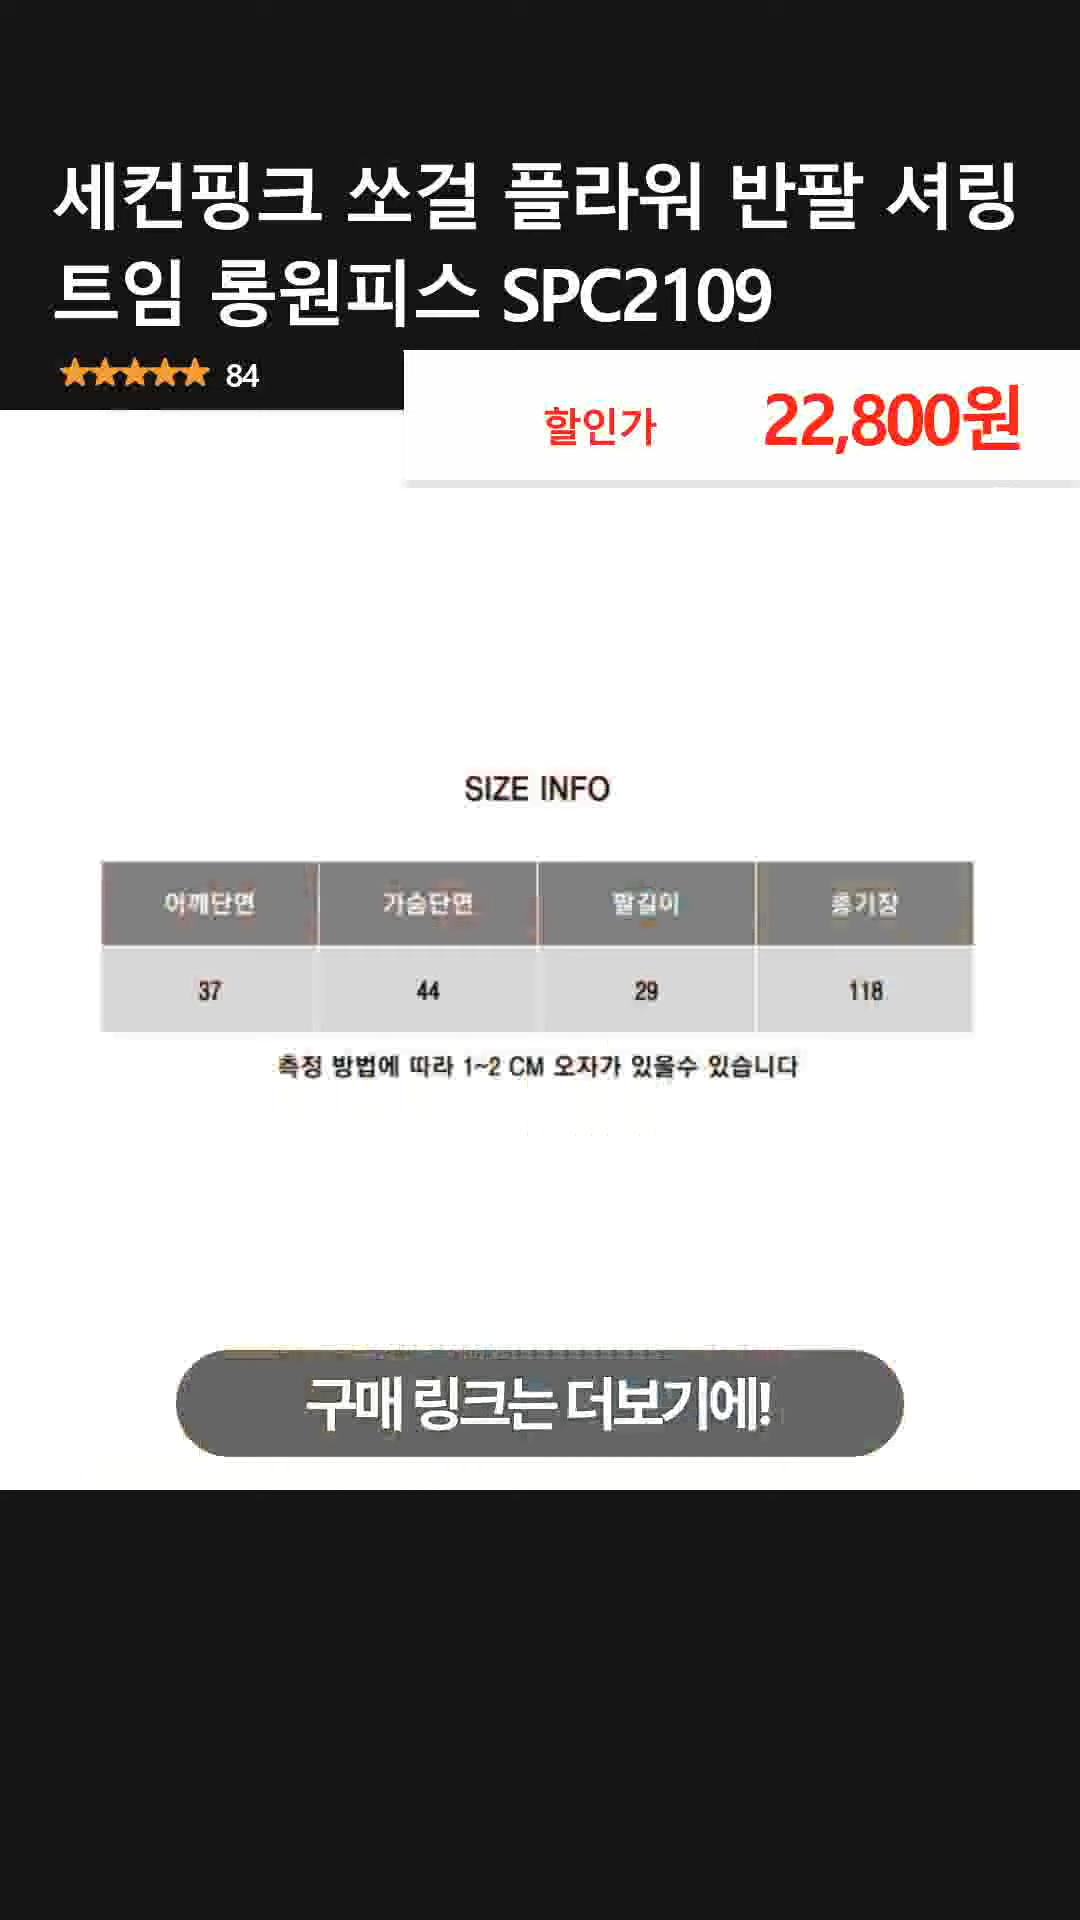 세컨핑크 쏘걸 플라워 반팔 셔링
트임 롱원피스 SPC2109
84
할인가 22,800원
SIZE INFO
어깨단면 가슴단면 팔길이 총기장
37 44 29 118
측정 방법에 따라 1~2 CM 오자가 있을수 있습니다
구매 링크는 더보기에!